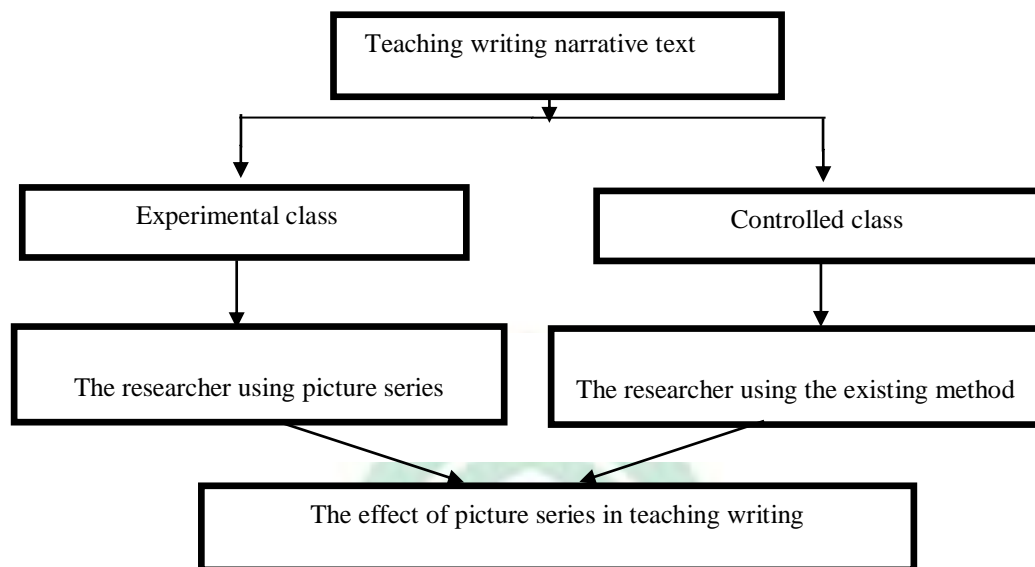 Teaching writing narrative text
Experimental class
Controlled class
The researcher using picture series
The researcher using the existing method
The effect of picture series in teaching writing